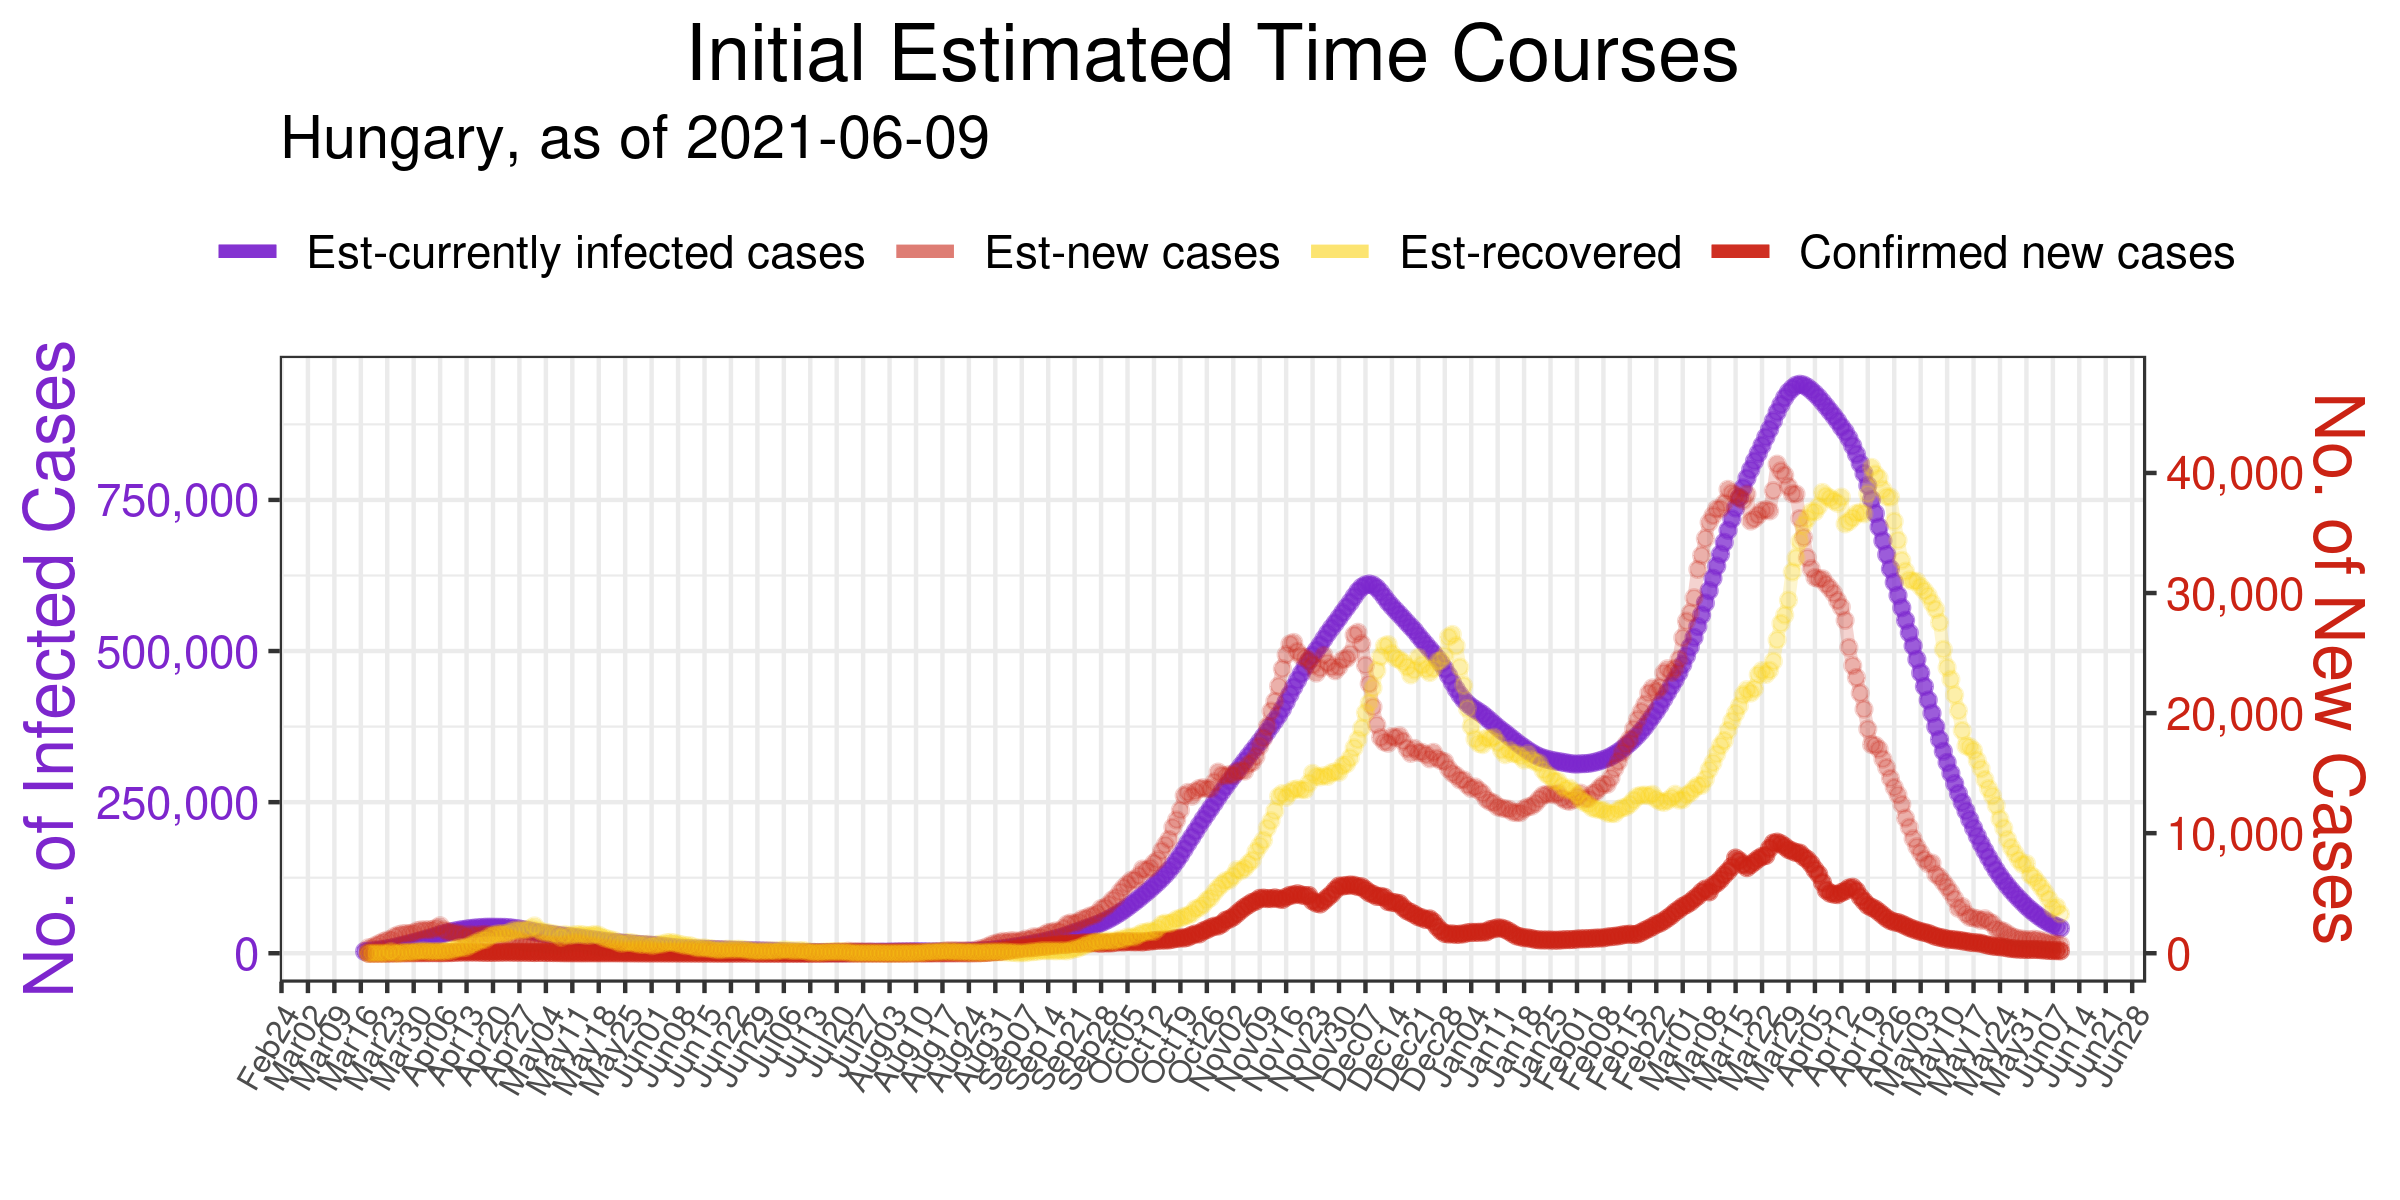 Initial Estimated Time Courses
Hungary, as of 2021-06-09
Est-currently infected cases Est-new cases Est-recovered Confirmed new cases
No. of Infected Cases
750,000
500,000
250,000
0
40,000
30,000
20,000
10,000
0
No. of New Cases
Feb24
Mar02
Mar09
Mar16
Mar23
Mar30
Apr06
Apr13
Apr20
Apr27
May04
May11
May18
May25
Jun01
Jun08
Jun15
Jun22
Jun29
Jul06
Jul13
Jul20
Jul27
Aug03
Aug10
Aug17
Aug24
Aug31
Sep07
Sep14
Sep21
Sep28
Oct05
Oct12
Oct19
Oct26
Nov02
Nov09
Nov16
Nov23
Nov30
Dec07
Dec14
Dec21
Dec28
Jan04
Jan11
Jan18
Jan25
Feb01
Feb08
Feb15
Feb22
Mar01
Mar08
Mar15
Mar22
Mar29
Apr05
Apr12
Apr19
Apr26
May03
May10
May17
May24
May31
Jun07
Jun14
Jun21
Jun28